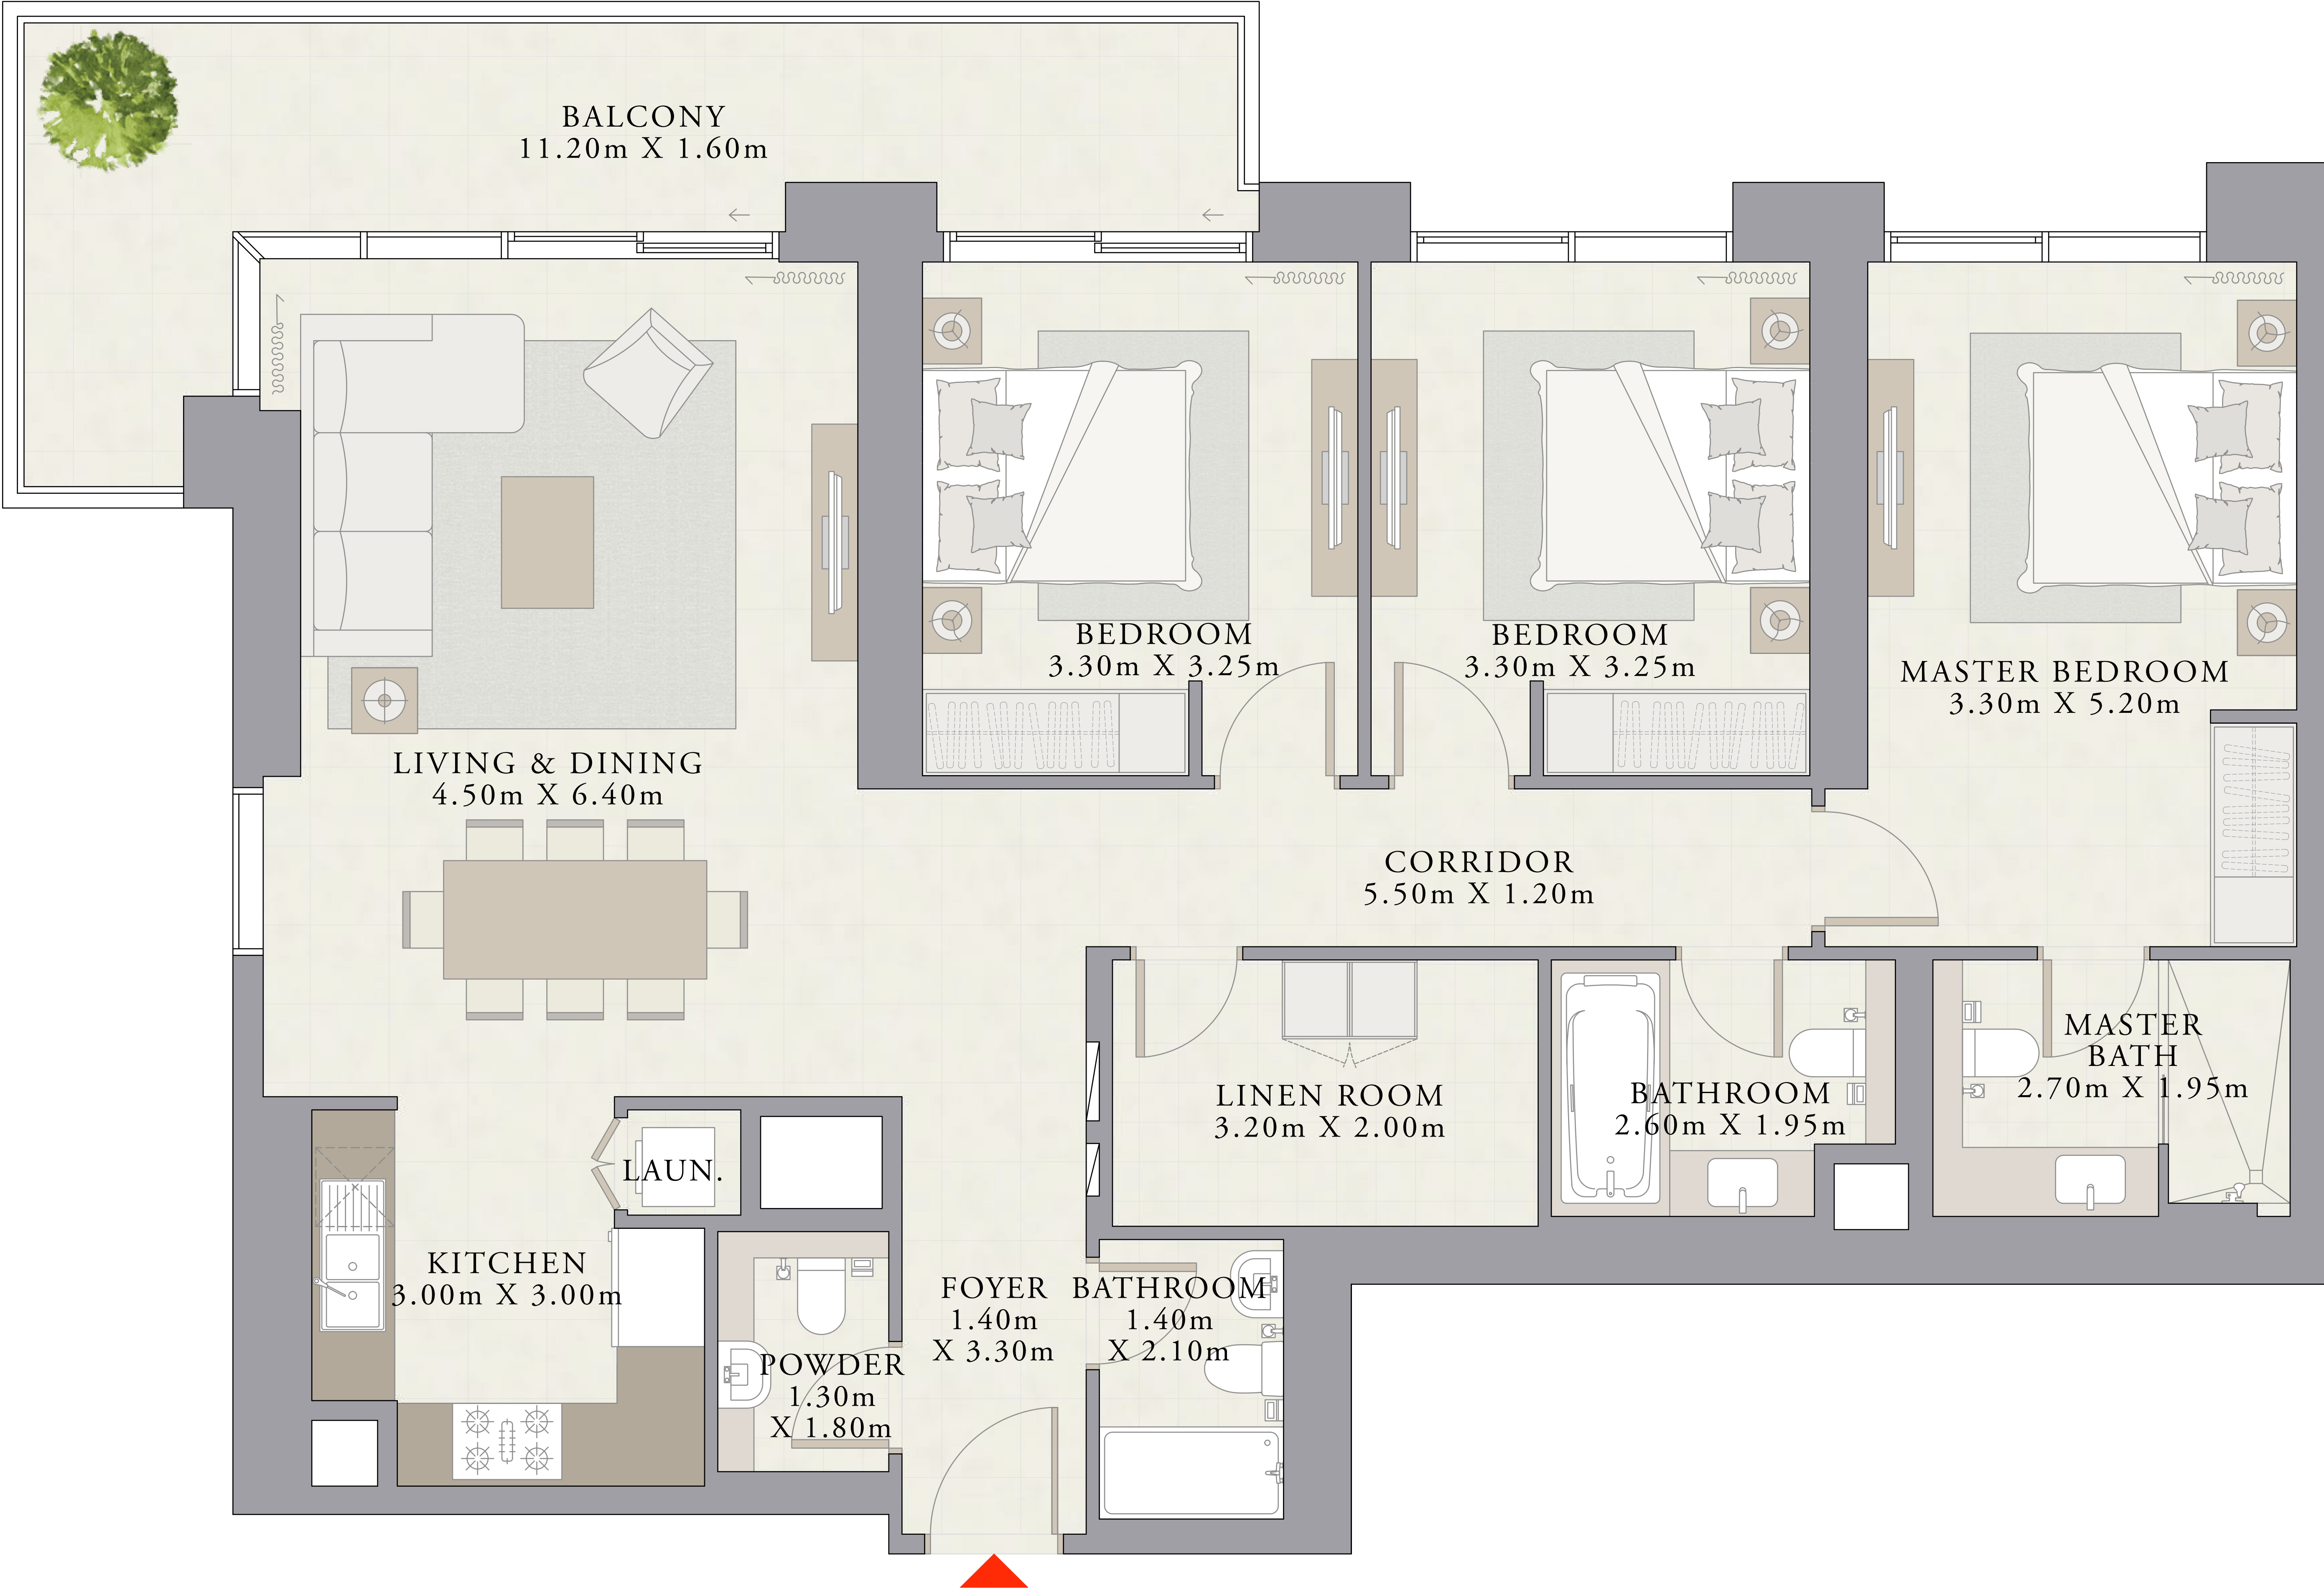 BALCONY
11.20m X 1.60m
BEDROOM
3.30m X 3.25m
BEDROOM
3.30m X 3.25m
MASTER BEDROOM
3.30m X 5.20m
LIVING & DINING
4.50m X 6.40m
CORRIDOR
5.50m X 1.20m
MASTER
BATH
2.70m X 1.95m
LINEN ROOM
3.20m X 2.00m
BATHROOM
2.60m X 1.95m
LAUN.
KITCHEN
3.00m X 3.00m
FOYER
1.40m
X 3.30m
BATHROOM
1.40m
X 2.10m
POWDER
1.30m
X 1.80m